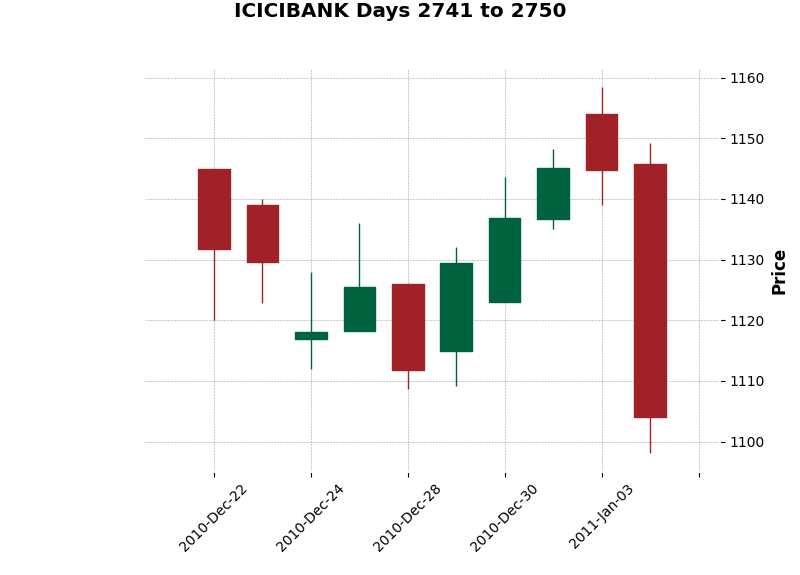 ICICIBANK Days 2741 to 2750
1160
1150
1140
1130
1120
1110
1100
Price
2010-Dec-22
2010-Dec-24
2010-Dec-28
2010-Dec-30
2011-Jan-03